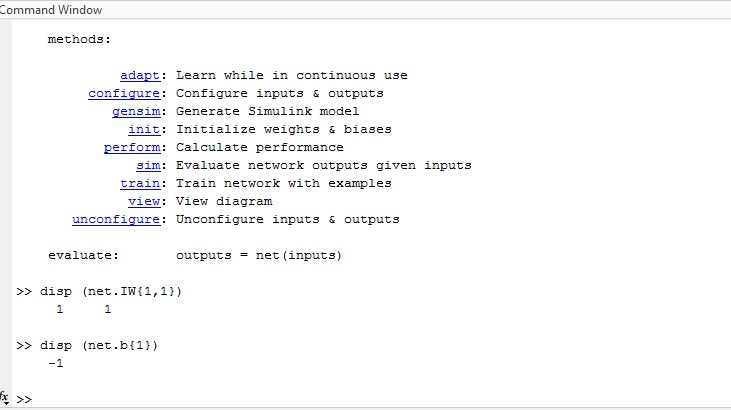 Command Window
methods:
adapt: Learn while in continuous use
configure: Configure inputs & outputs
gensim: Generate Simulink model
init: Initialize weights & biases
perform: Calculate performance
sim: Evaluate network outputs given inputs
train: Train network with examples
view: View diagram
unconfigure: Unconfigure inputs & outputs
evaluate: outputs = net(inputs)
>> disp (net.IW{1,1})
1 1
>> disp (net.b{1})
-1
fx >>